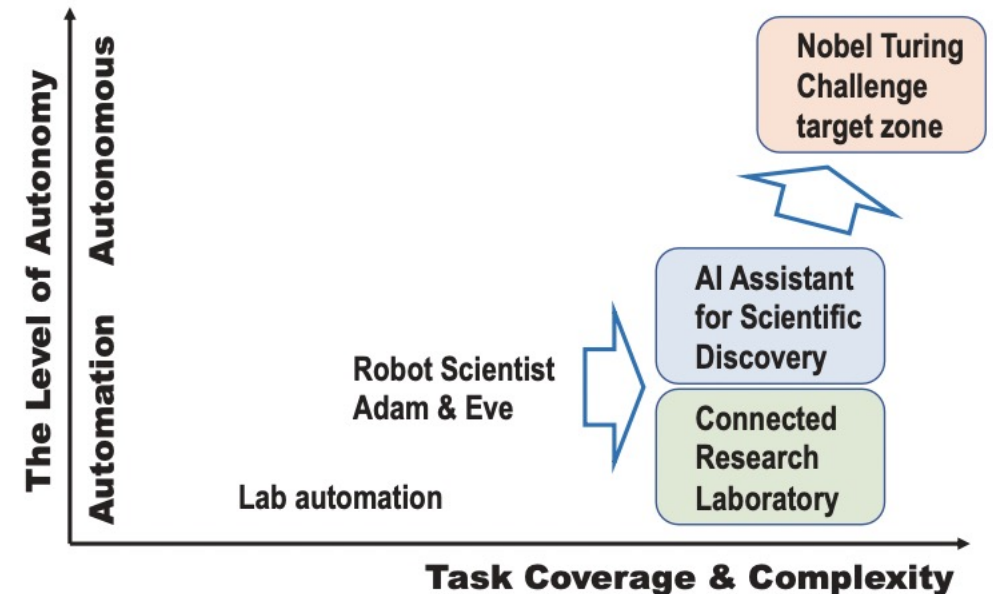 The Level of Autonomy
Autonomous
Automation
Nobel Turing
Challenge
target zone
AI Assistant
for Scientific
Discovery
Robot Scientist
Adam & Eve
Connected
Research
Laboratory
Lab automation
Task Coverage & Complexity